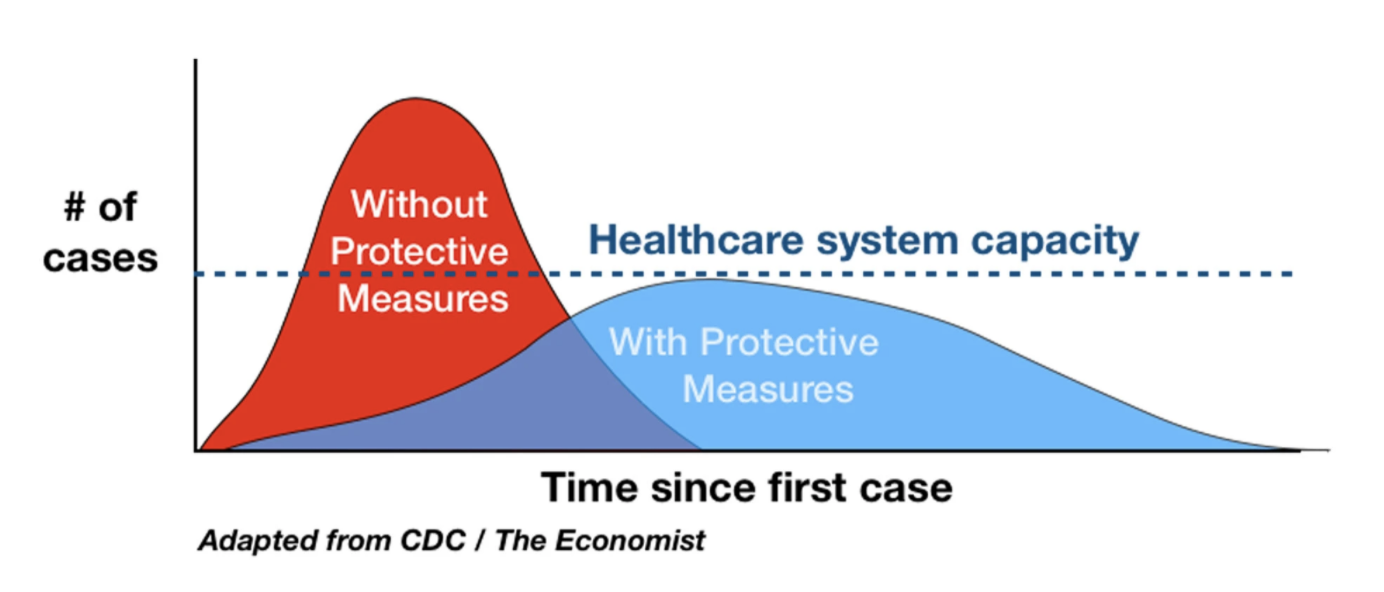 # of
cases
Without
Protective
Measures
Healthcare system capacity
With Protective
Measures
Time since first case
Adapted from CDC / The Economist